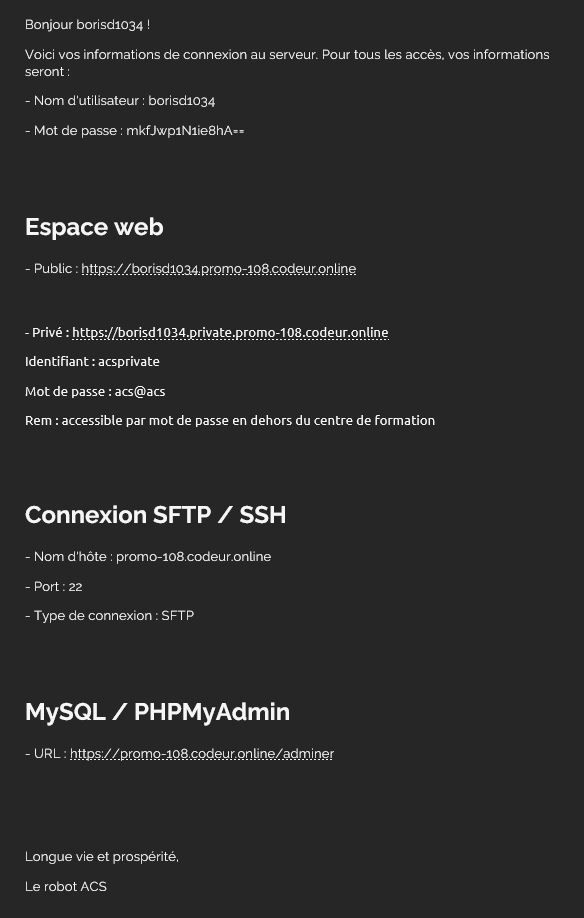 Bonjour borisd1034 !
Voici vos informations de connexion au serveur. Pour tous les accès, vos informations
seront :
- Nom d'utilisateur : borisd1034
- Mot de passe : mkfJwp1N1ie8hA==
Espace web
- Public : https://borisd1034.promo-108.codeur.online
- Privé : https://borisd1034.private.promo-108.codeur.online
Identifiant : acsprivate
Mot de passe : acs@acs
Rem : accessible par mot de passe en dehors du centre de formation
Connexion SFTP / SSH
- Nom d'hôte : promo-108.codeur.online
- Port : 22
- Type de connexion : SFTP
MySQL / PHPMyAdmin
- URL : https://promo-108.codeur.online/adminer
Longue vie et prospérité,
Le robot ACS